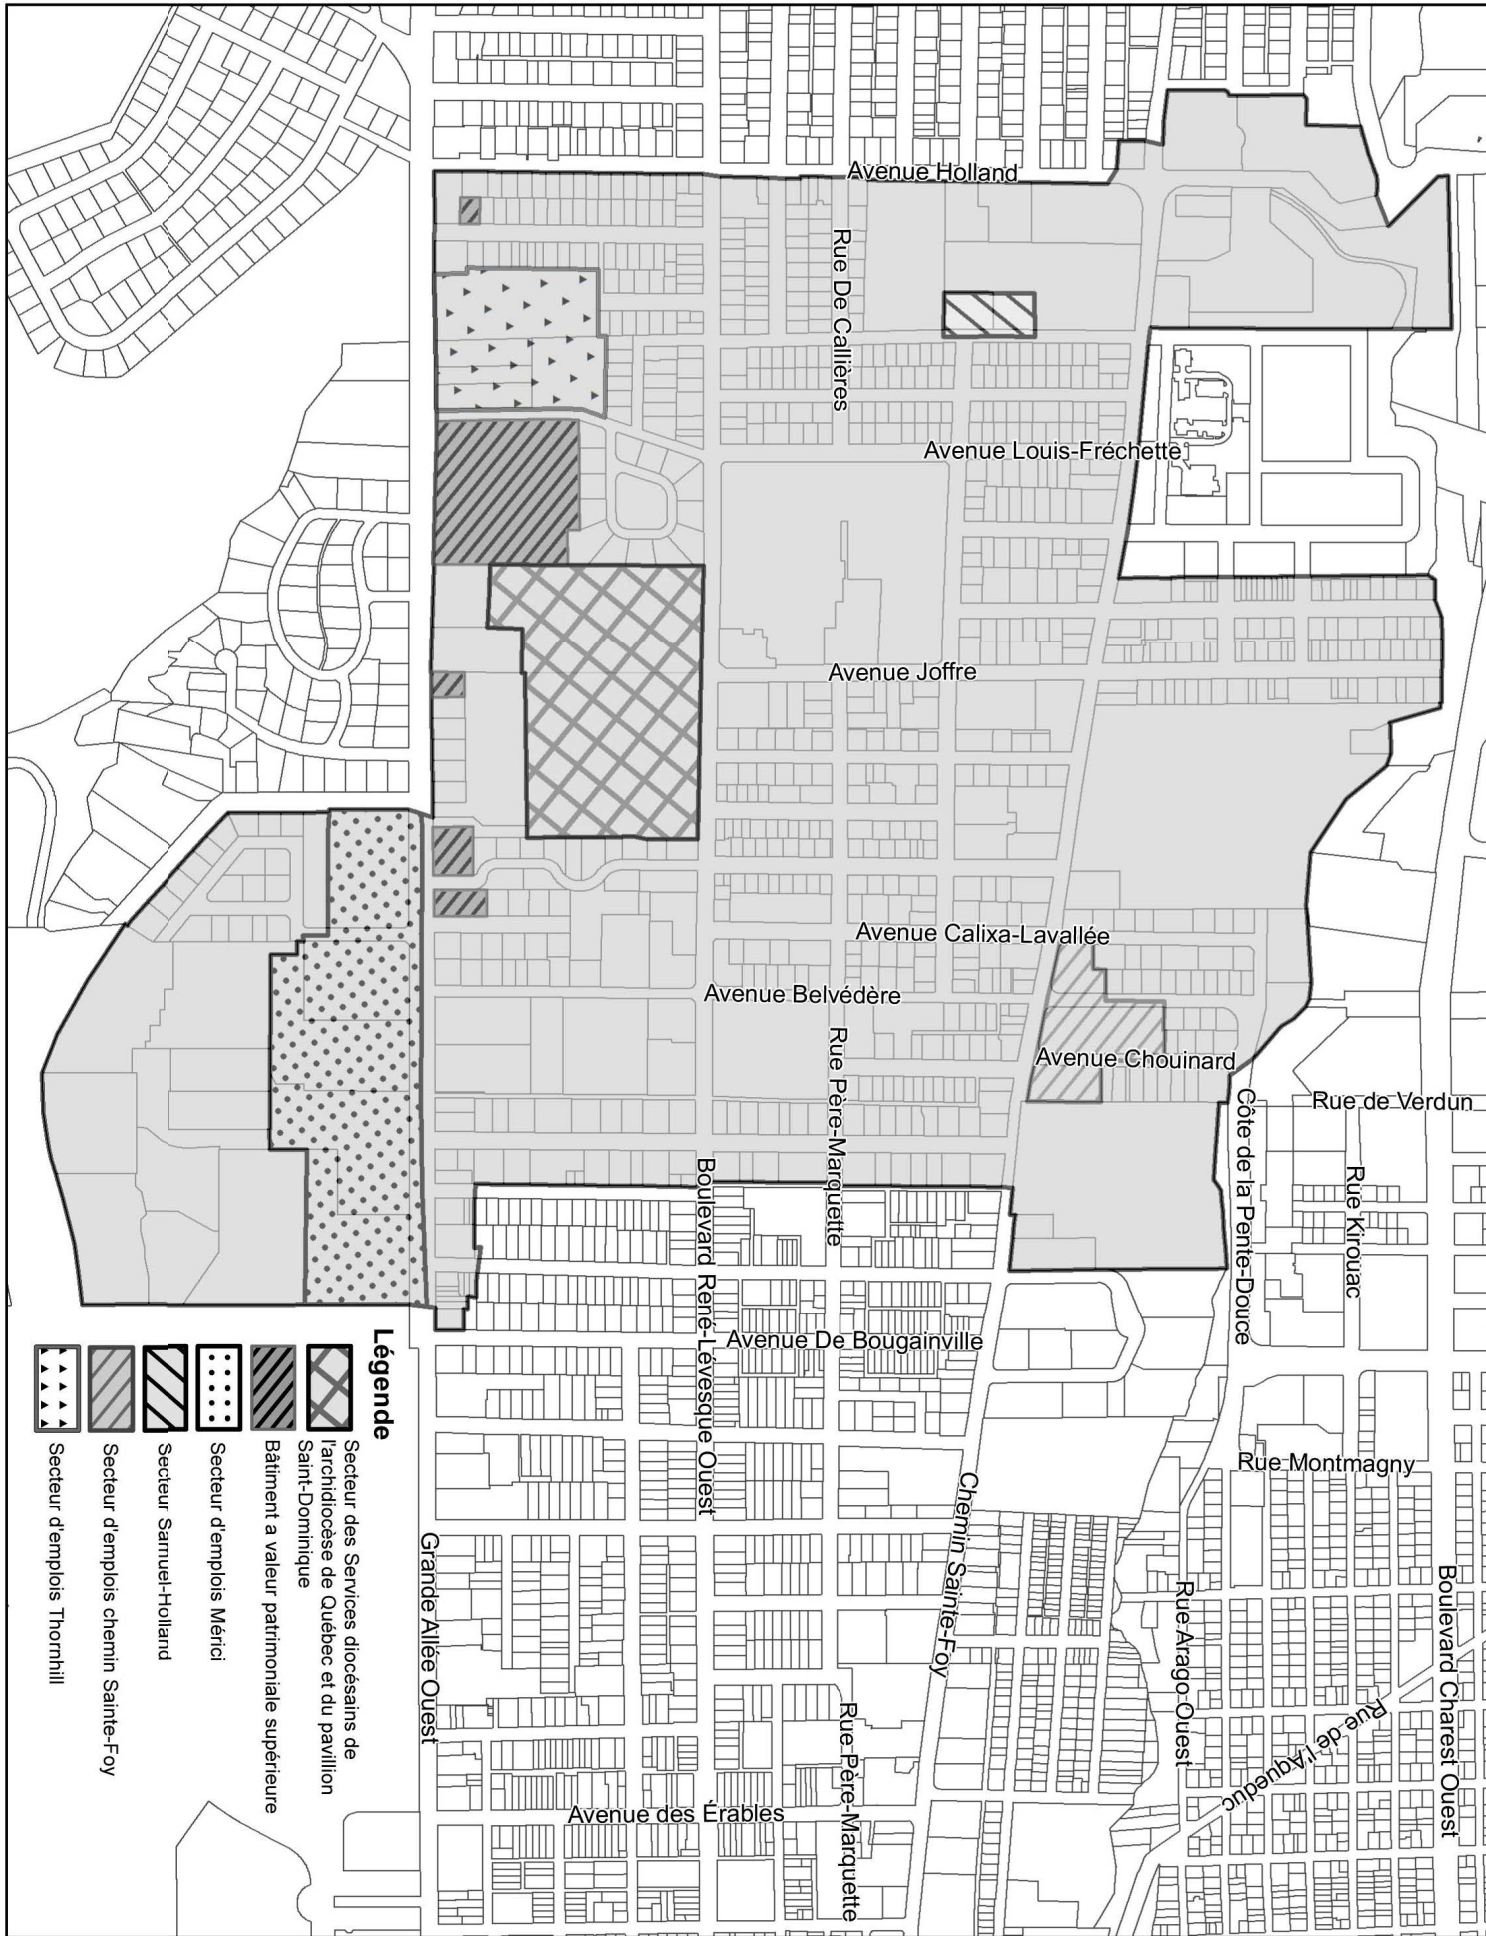 Avenue Holland
Rue De Callières
Avenue Louis-Fréchette
Avenue Joffre
Avenue Calixa-Lavallée
Avenue Belvédère
Rue Père-Marquette
Avenue Chouinard
Rue de Verdun
Côte de la Pente-Douce
Rue Kirouac
Boulevard René-Lévesque Ouest
Avenue De Bougainville
Rue Montmagny
Chemin Sainte-Foy
Grande Allée Ouest
Rue Arago Ouest
Boulevard Charest Ouest
Rue de l'Aqueduc
Rue Père-Marquette
Avenue des Érables
Légende
Secteur des Services diocésains de
l'archidiocèse de Québec et du pavillion
Saint-Dominique
Bâtiment a valeur patrimoniale supérieure
Secteur d'emplois Mérici
Secteur Samuel-Holland
Secteur d'emplois chemin Sainte-Foy
Secteur d'emplois Thornhill